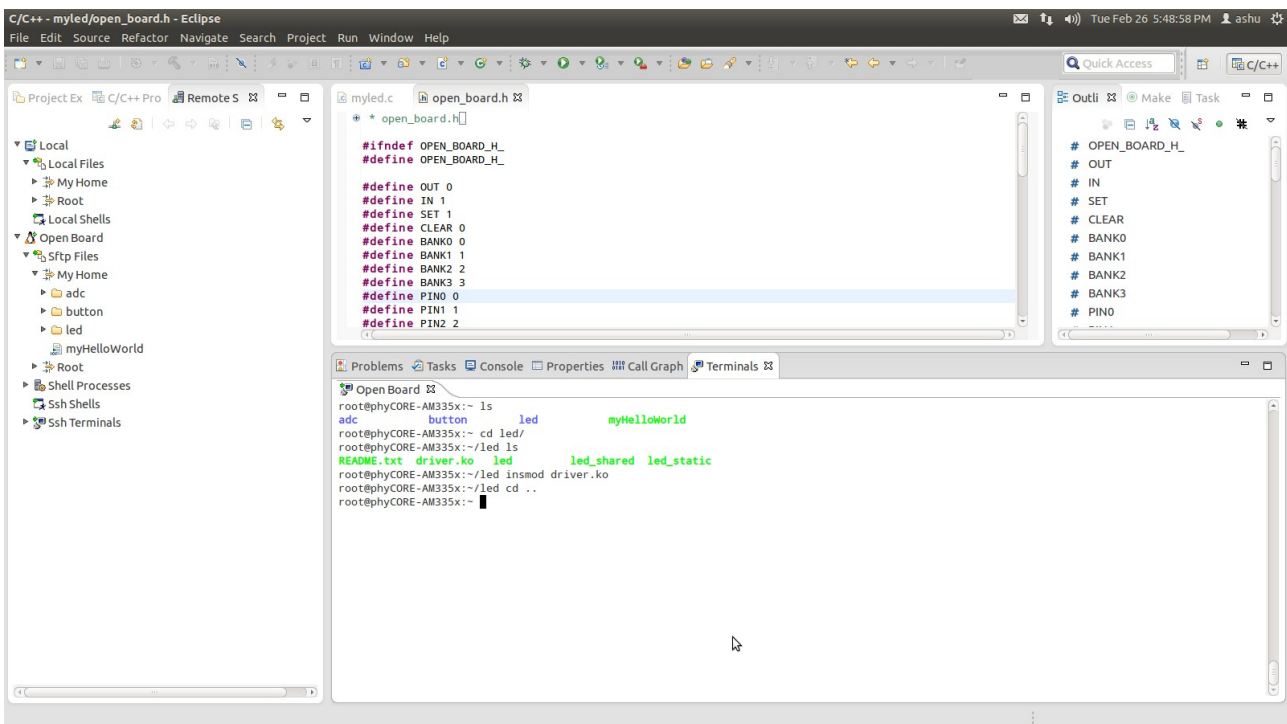 C/C++ - myled/open_board.h - Eclipse
Tue Feb 26 5:48:58 PM ashu
File Edit Source Refactor Navigate Search Project Run Window Help
Quick Access
C/C++
Project Ex C/C++ Pro Remote S
Local
Local Files
My Home
Root
Local Shells
Open Board
Sftp Files
My Home
adc
button
led
myHelloWorld
Root
Shell Processes
Ssh Shells
Ssh Terminals
myled.c open_board.h
* open_board.h
#ifndef OPEN_BOARD_H_
#define OPEN_BOARD_H_
#define OUT 0
#define IN 1
#define SET 1
#define CLEAR 0
#define BANK0 0
#define BANK1 1
#define BANK2 2
#define BANK3 3
#define PIN0 0
#define PIN1 1
#define PIN2 2
Outli Make Task
# OPEN_BOARD_H_
# OUT
# IN
# SET
# CLEAR
# BANK0
# BANK1
# BANK2
# BANK3
# PIN0
Problems Tasks Console Properties Call Graph Terminals
Open Board
root@phyCORE-AM335x:~ ls
adc button led myHelloWorld
root@phyCORE-AM335x:~ cd led/
root@phyCORE-AM335x:~/led ls
README.txt driver.ko led led_shared led_static
root@phyCORE-AM335x:~/led insmod driver.ko
root@phyCORE-AM335x:~/led cd ..
root@phyCORE-AM335x:~